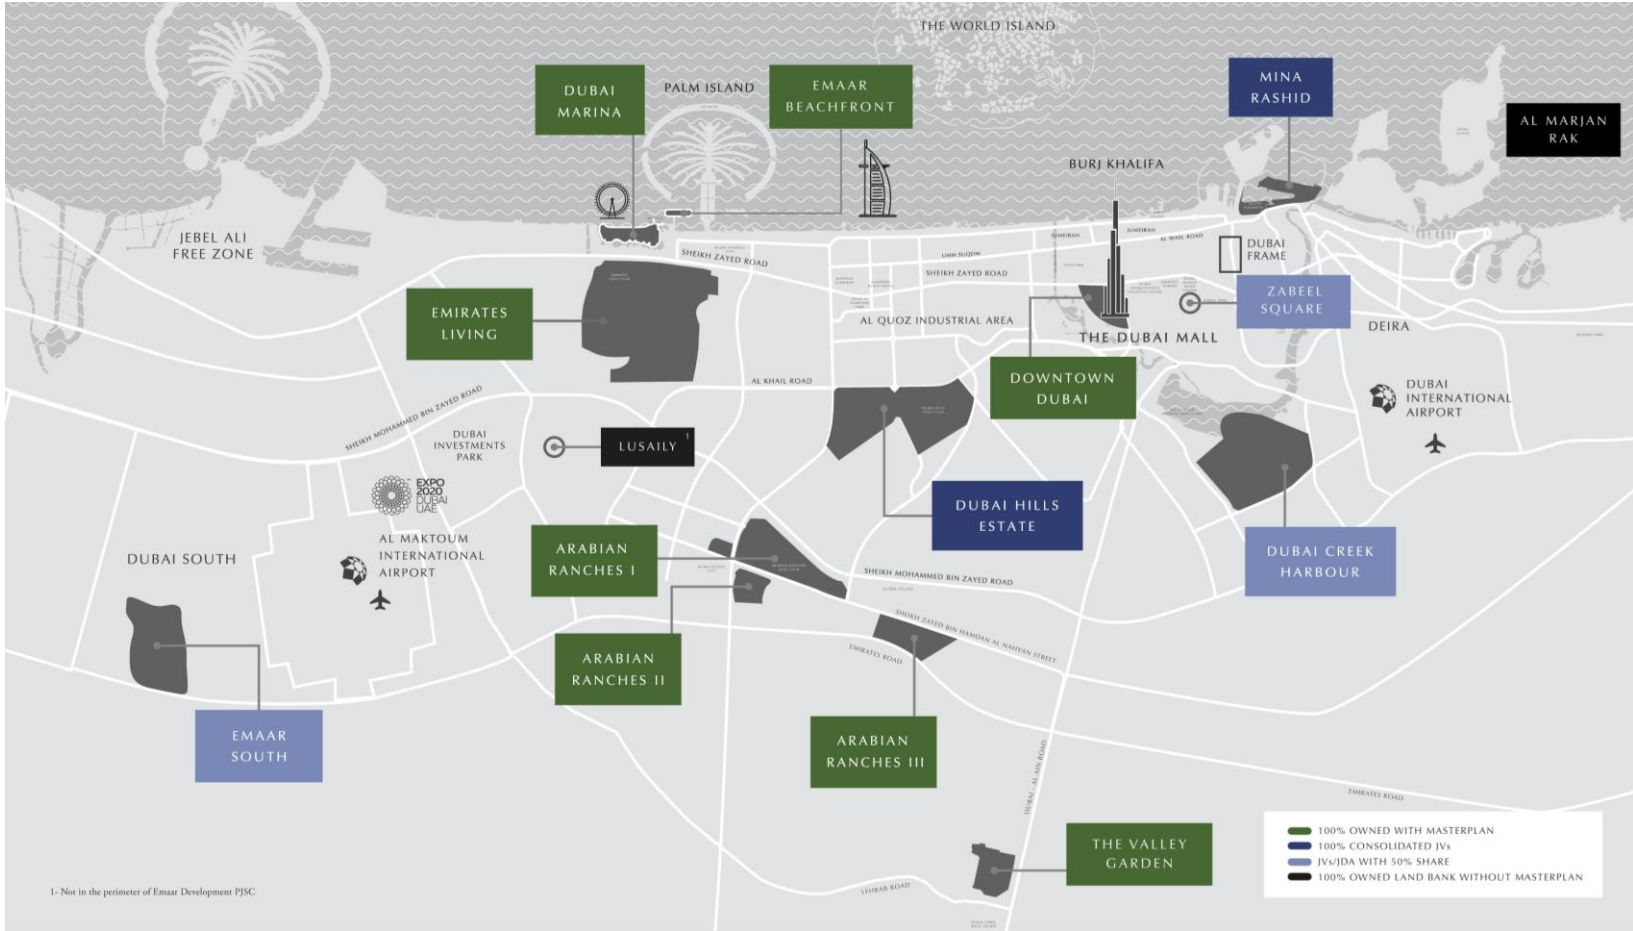 THE WORLD ISLAND
DUBAI
MARINA
PALM ISLAND
EMAAR
BEACHFRONT
MINA
RASHID
AL MARJAN
RAK
BURJ KHALIFA
JEBEL ALI
FREE ZONE
SHEIKH ZAYED ROAD
UMM SUQEIM
JUMEIRAH
JUMEIRAH
AL WASL ROAD
DUBAI
FRAME
SHEIKH ZAYED ROAD
ZABEEL
SQUARE
EMIRATES
LIVING
AL QUOZ INDUSTRIAL AREA
THE DUBAI MALL
DEIRA
AL KHAIL ROAD
DOWNTOWN
DUBAI
DUBAI
INTERNATIONAL
AIRPORT
SHEIKH MOHAMMED BIN ZAYED ROAD
DUBAI
INVESTMENTS
PARK
LUSAILY 1
EXPO
2020
DUBAI
UAE
DUBAI HILLS
ESTATE
AL MAKTOUM
INTERNATIONAL
AIRPORT
DUBAI SOUTH
ARABIAN
RANCHES I
DUBAI CREEK
HARBOUR
SHEIKH MOHAMMED BIN ZAYED ROAD
SHEIKH ZAYED BIN HAMDAN AL NAHYAN STREET
EMIRATES ROAD
ARABIAN
RANCHES II
EMAAR
SOUTH
ARABIAN
RANCHES III
DUBAI - AL AIN ROAD
EMIRATES ROAD
THE VALLEY
GARDEN
LEHBAB ROAD
100% OWNED WITH MASTERPLAN
100% CONSOLIDATED JVs
JVs/JDA WITH 50% SHARE
100% OWNED LAND BANK WITHOUT MASTERPLAN
1- Not in the perimeter of Emaar Development PJSC